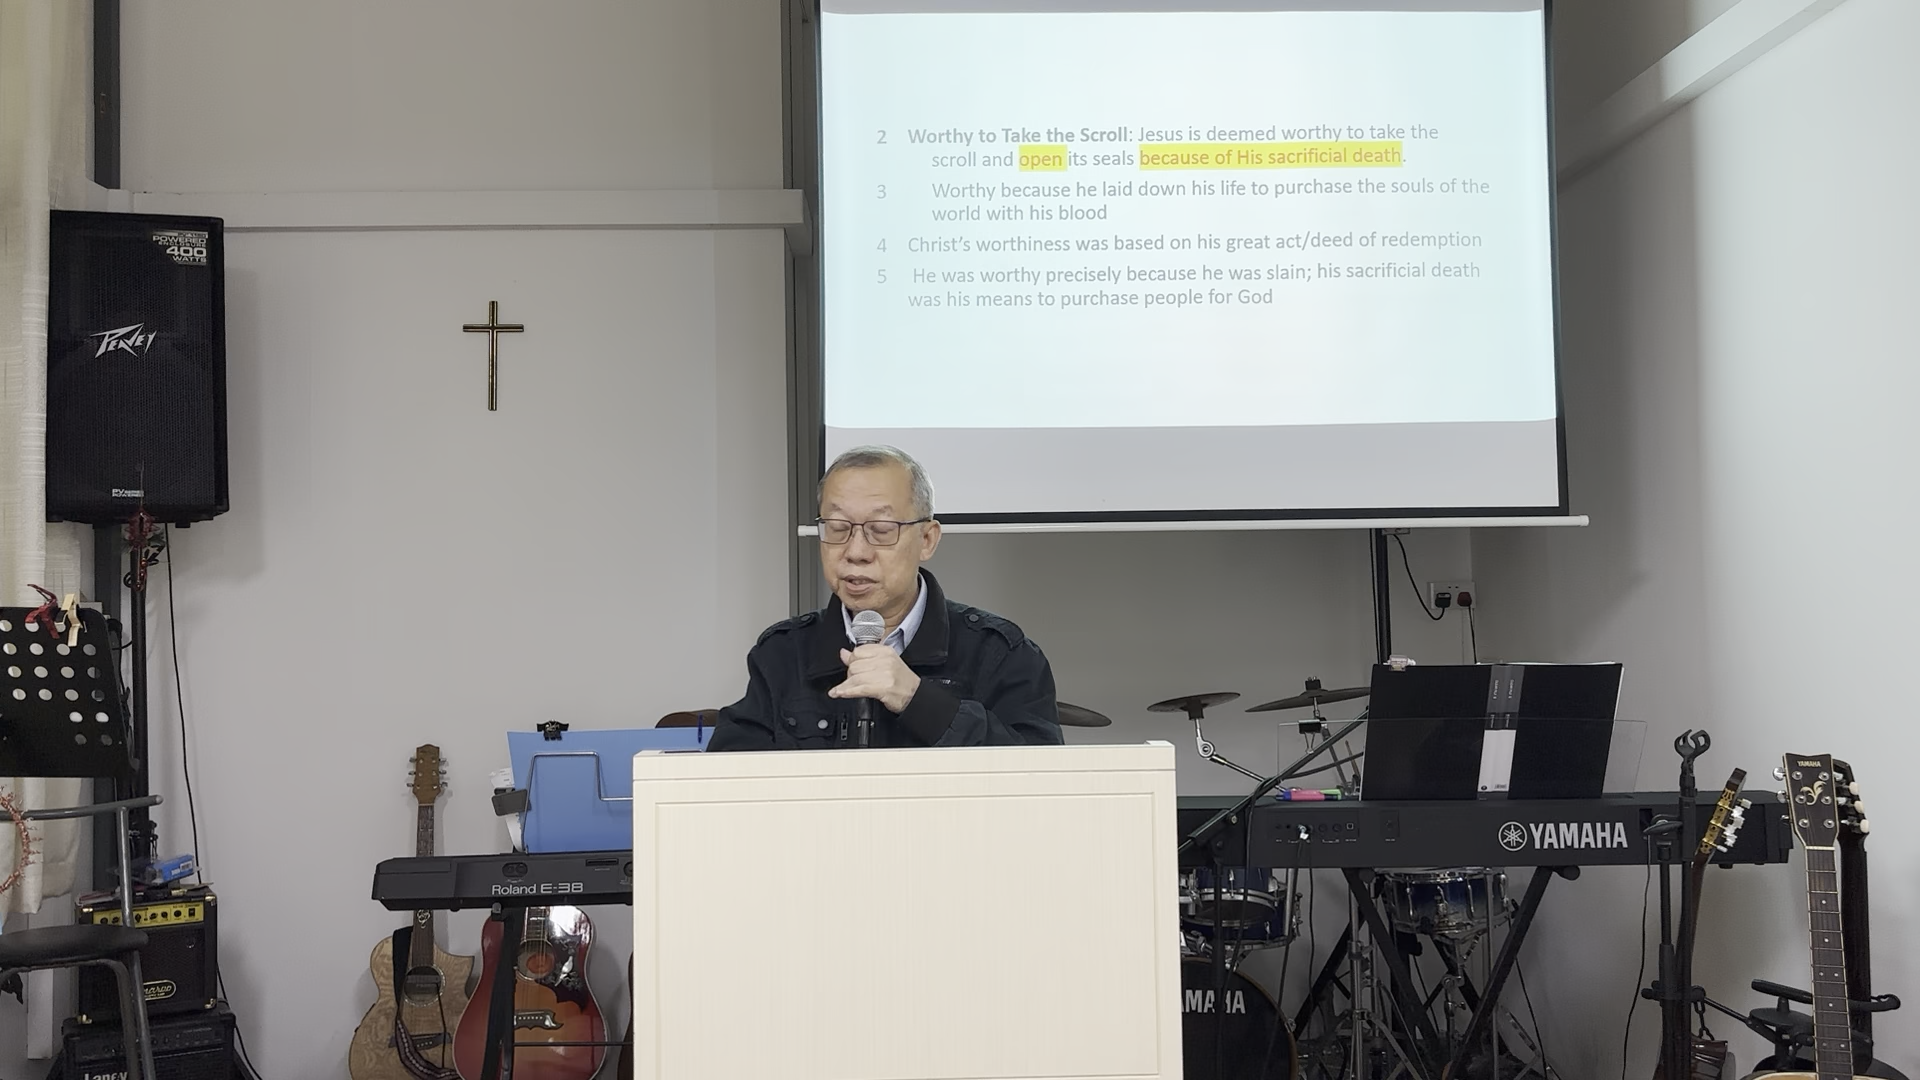 2 Worthy to Take the Scroll: Jesus is deemed worthy to take the
scroll and open its seals because of His sacrificial death.
3 Worthy because he laid down his life to purchase the souls of the
world with his blood
4 Christ's worthiness was based on his great act/deed of redemption
5 He was worthy precisely because he was slain; his sacrificial death
was his means to purchase people for God
POWERED
ENCLOSURE
400
WATTS
PEAVEY
Roland E-38
YAMAHA
YAMAHA
AMAHA
Laney